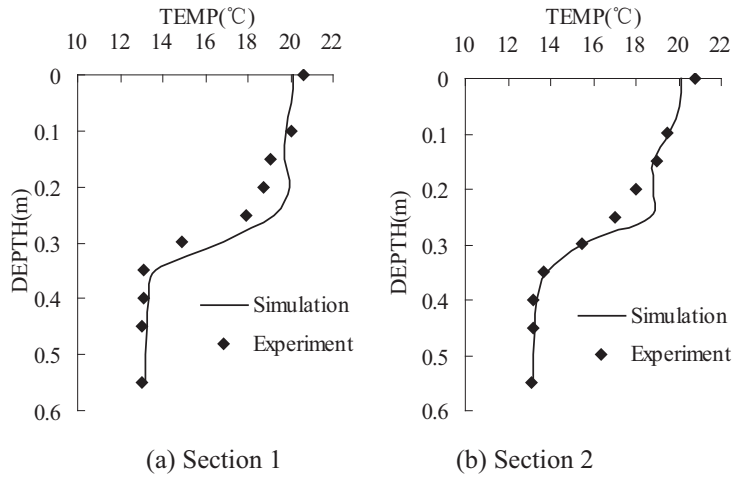 TEMP(℃)
10 12 14 16 18 20 22
0
0.1
0.2
0.3
0.4
0.5
0.6
DEPTH(m)
Simulation
Experiment
(a) Section 1
TEMP(℃)
10 12 14 16 18 20 22
0
0.1
0.2
0.3
0.4
0.5
0.6
DEPTH(m)
Simulation
Experiment
(b) Section 2